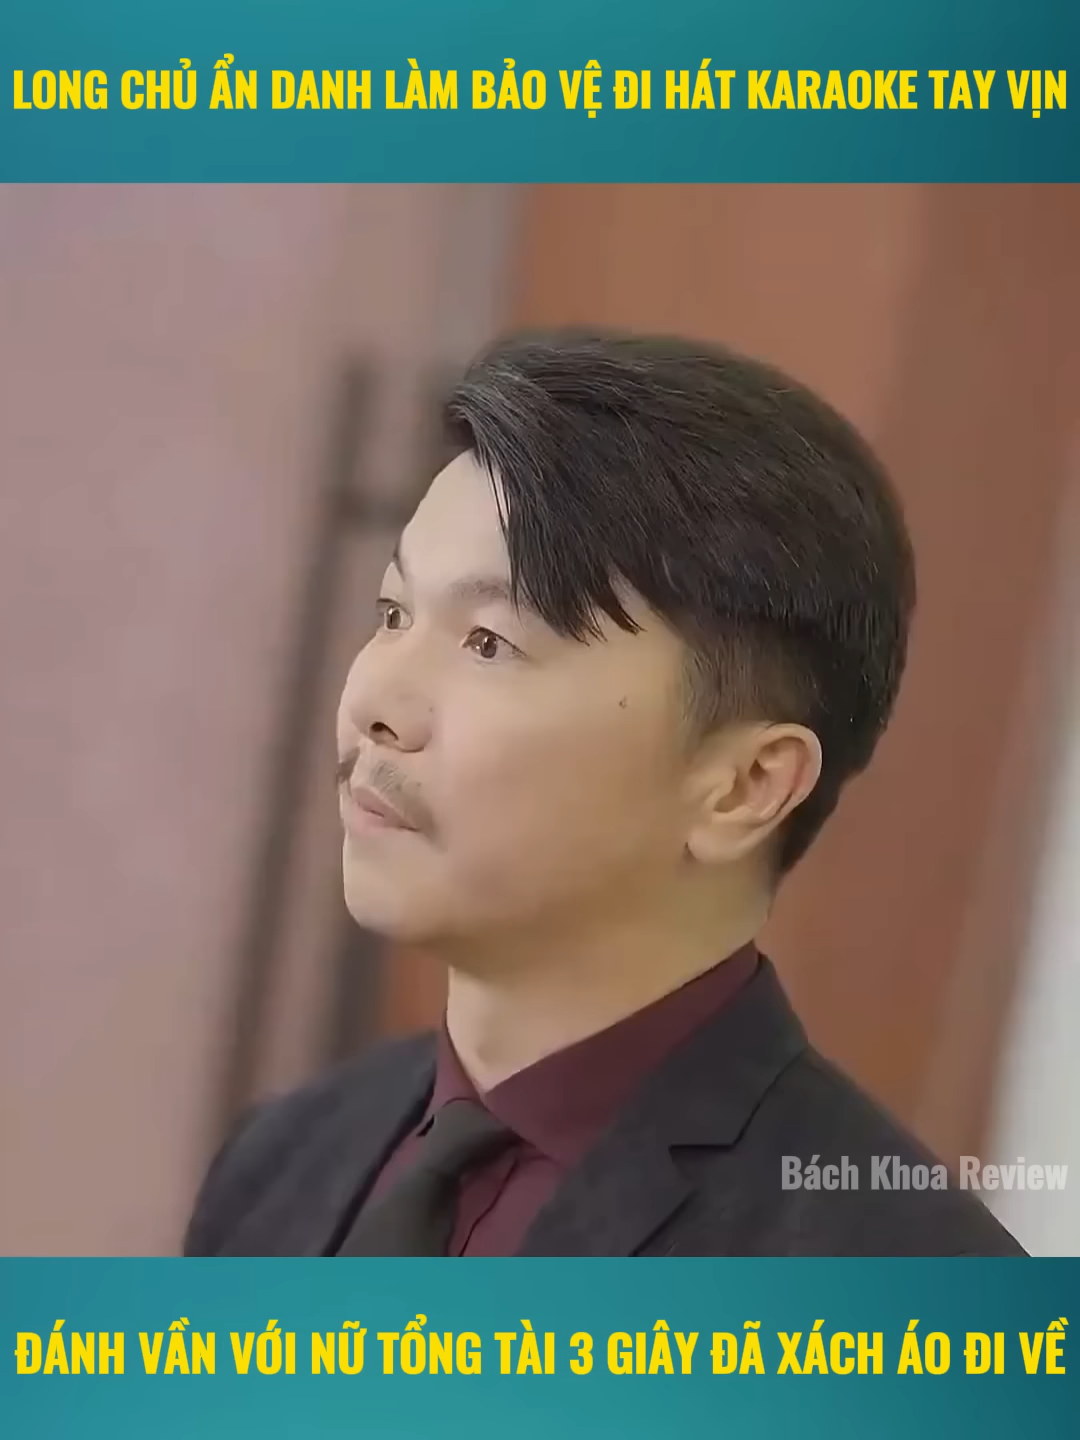 LONG CHỦ ẨN DANH LÀM BẢO VỆ ĐI HÁT KARAOKE TAY VỊN
Bách Khoa Review
ĐÁNH VẦN VỚI NỮ TỔNG TÀI 3 GIÂY ĐÃ XÁCH ÁO ĐI VỀ